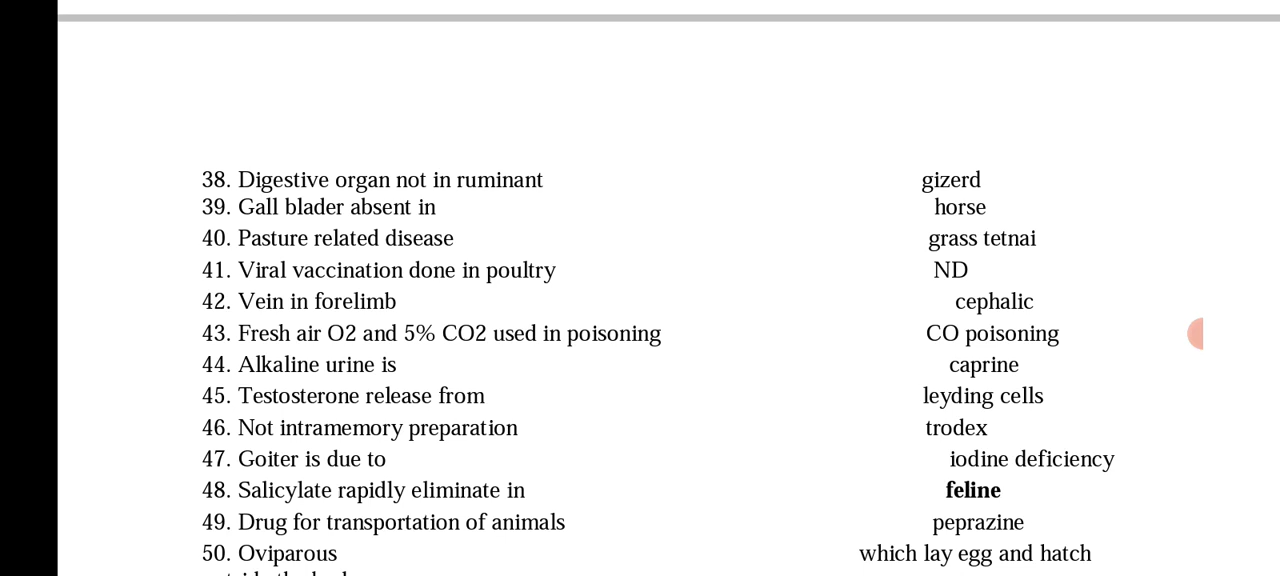 38. Digestive organ not in ruminant gizerd
39. Gall blader absent in horse
40. Pasture related disease grass tetnai
41. Viral vaccination done in poultry ND
42. Vein in forelimb cephalic
43. Fresh air O2 and 5% CO2 used in poisoning CO poisoning
44. Alkaline urine is caprine
45. Testosterone release from leyding cells
46. Not intramemory preparation trodex
47. Goiter is due to iodine deficiency
48. Salicylate rapidly eliminate in feline
49. Drug for transportation of animals peprazine
50. Oviparous which lay egg and hatch